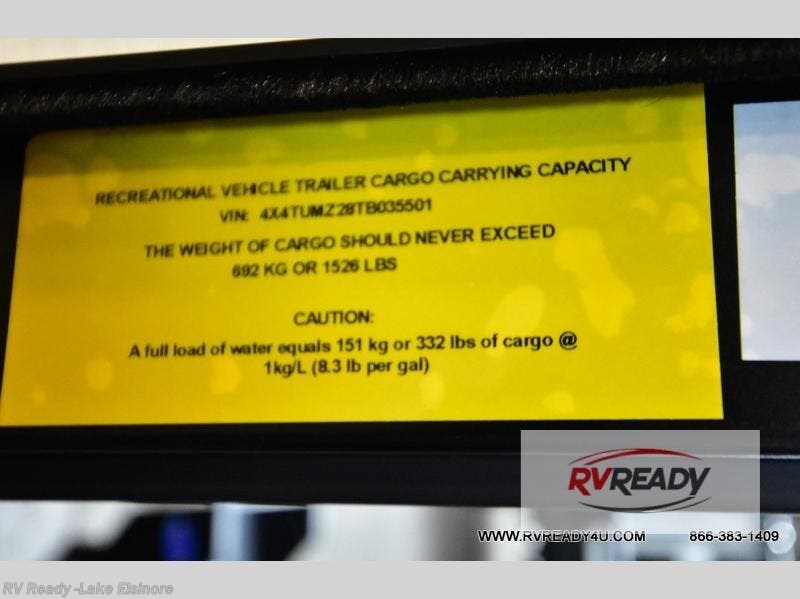 RECREATIONAL VEHICLE TRAILER CARGO CARRYING CAPACITY
VIN: 4X4TUMZ28TB035501
THE WEIGHT OF CARGO SHOULD NEVER EXCEED
692 KG OR 1526 LBS
CAUTION:
A full load of water equals 151 kg or 332 lbs of cargo @
1kg/L (8.3 lb per gal)
RVREADY
WWW.RVREADY4U.COM 866-383-1409
RV Ready -Lake Elsinore